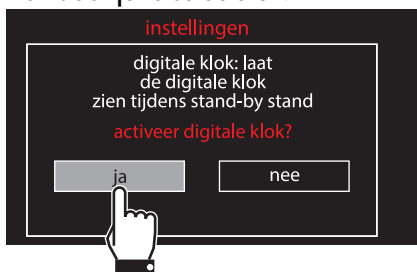 instellingen
digitale klok: laat
de digitale klok
zien tijdens stand-by stand
activeer digitale klok?
ja
nee